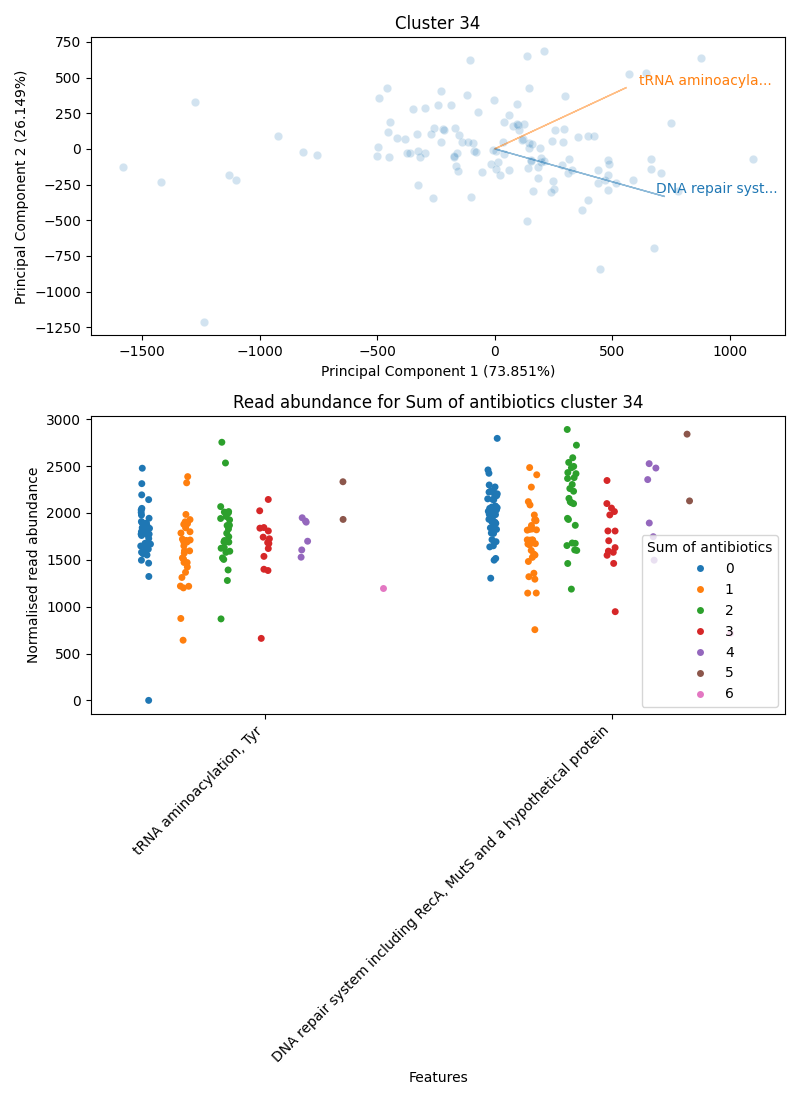 Cluster 34
750
500
250
0
−250
−500
−750
−1000
−1250
Principal Component 2 (26.149%)
tRNA aminoacyla...
DNA repair syst...
−1500
−1000
−500
0
500
1000
Principal Component 1 (73.851%)
Read abundance for Sum of antibiotics cluster 34
3000
2500
2000
1500
1000
500
0
Normalised read abundance
Sum of antibiotics
0
1
2
3
4
5
6
tRNA aminoacylation, Tyr
DNA repair system including RecA, MutS and a hypothetical protein
Features